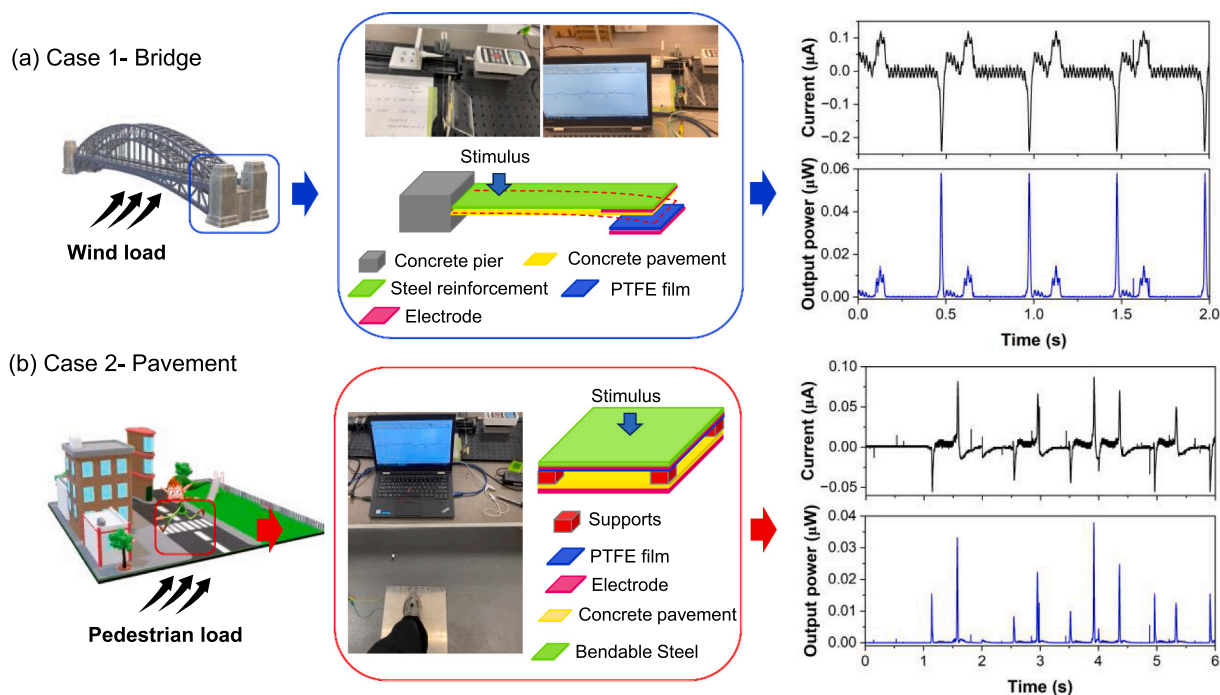 (a) Case 1- Bridge
Wind load
Stimulus
Concrete pier
Concrete pavement
Steel reinforcement
PTFE film
Electrode
Current (µA)
0.1
0.0
−0.1
−0.2
Output power (µW)
0.06
0.04
0.02
0.00
0.0 0.5 1.0 1.5 2.0
Time (s)
(b) Case 2- Pavement
Pedestrian load
Stimulus
Supports
PTFE film
Electrode
Concrete pavement
Bendable Steel
Current (µA)
0.10
0.05
0.00
−0.05
Output power (µW)
0.04
0.03
0.02
0.01
0.00
0 1 2 3 4 5 6
Time (s)